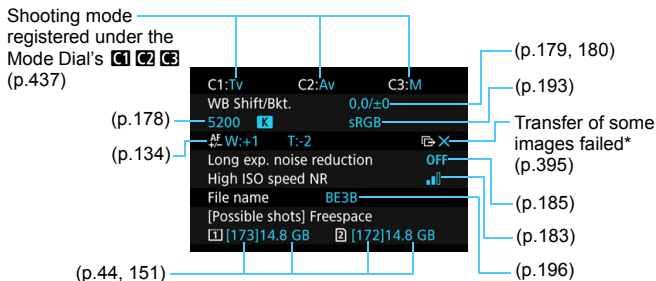 Shooting mode
registered under the
Mode Dial's C1 C2 C3
(p.437)
C1:Tv C2:Av C3:M
WB Shift/Bkt. 0,0/±0
5200 K sRGB
AF +/- W:+1 T:-2
Long exp. noise reduction OFF
High ISO speed NR
File name BE3B
[Possible shots] Freespace
1 [173]14.8 GB 2 [172]14.8 GB
(p.178)
(p.134)
(p.44, 151)
(p.179, 180)
(p.193)
Transfer of some
images failed*
(p.395)
(p.185)
(p.183)
(p.196)